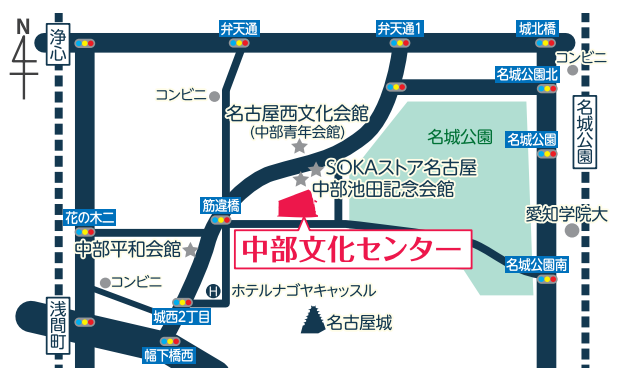 N
浄心
弁天通
弁天通1
城北橋
コンビニ
名城公園北
コンビニ
名古屋西文化会館
(中部青年会館)
名城公園
名城公園
名城公園
SOKAストア名古屋
中部池田記念会館
筋違橋
花の木二
愛知学院大
中部平和会館
中部文化センター
名城公園南
コンビニ
H ホテルナゴヤキャッスル
城西2丁目
浅間町
名古屋城
幅下橋西